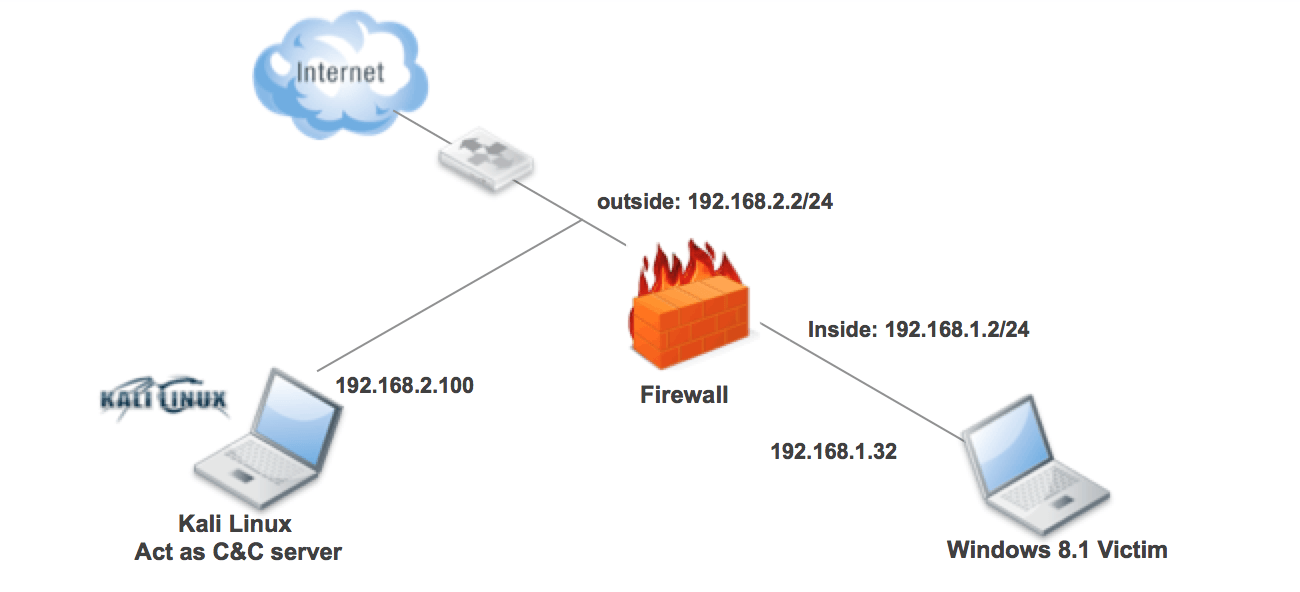 Internet
outside: 192.168.2.2/24
Inside: 192.168.1.2/24
Firewall
KALI LINUX
192.168.2.100
192.168.1.32
Kali Linux
Act as C&C server
Windows 8.1 Victim